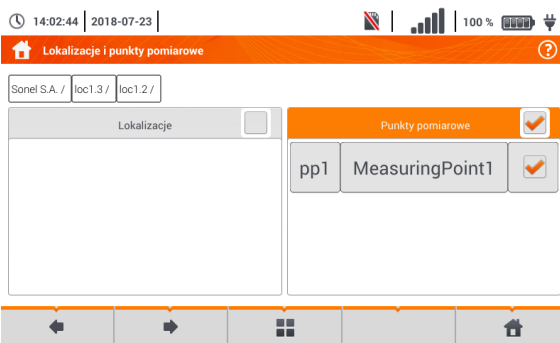 14:02:44 2018-07-23 100 %
Lokalizacje i punkty pomiarowe ?
Sonel S.A. / loc1.3 / loc1.2 /
Lokalizacje Punkty pomiarowe
pp1 MeasuringPoint1